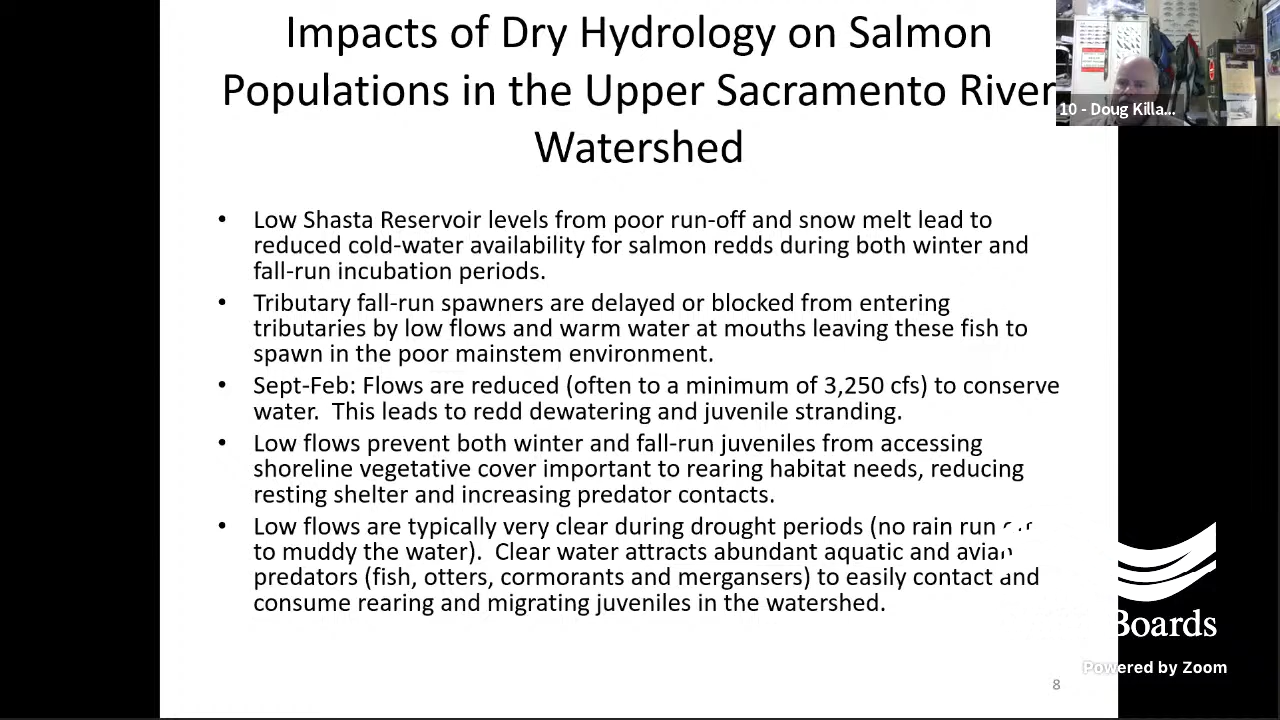 Impacts of Dry Hydrology on Salmon
Populations in the Upper Sacramento River
Watershed
10 - Doug Killa...
• Low Shasta Reservoir levels from poor run-off and snow melt lead to
reduced cold-water availability for salmon redds during both winter and
fall-run incubation periods.
• Tributary fall-run spawners are delayed or blocked from entering
tributaries by low flows and warm water at mouths leaving these fish to
spawn in the poor mainstem environment.
• Sept-Feb: Flows are reduced (often to a minimum of 3,250 cfs) to conserve
water. This leads to redd dewatering and juvenile stranding.
• Low flows prevent both winter and fall-run juveniles from accessing
shoreline vegetative cover important to rearing habitat needs, reducing
resting shelter and increasing predator contacts.
• Low flows are typically very clear during drought periods (no rain run
to muddy the water). Clear water attracts abundant aquatic and avian
predators (fish, otters, cormorants and mergansers) to easily contact and
consume rearing and migrating juveniles in the watershed.
Boards
Powered by Zoom
8